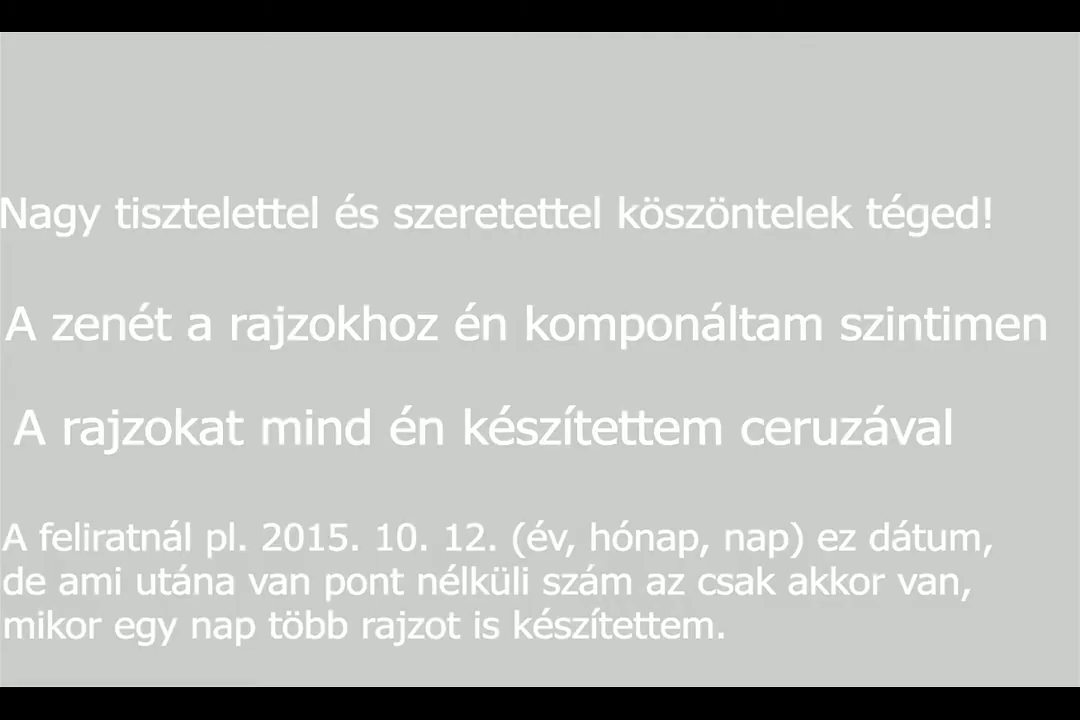 Nagy tisztelettel és szeretettel köszöntelek téged!
A zenét a rajzokhoz én komponáltam szintimen
A rajzokat mind én készítettem ceruzával
A feliratnál pl. 2015. 10. 12. (év, hónap, nap) ez dátum,
de ami utána van pont nélküli szám az csak akkor van,
mikor egy nap több rajzot is készítettem.